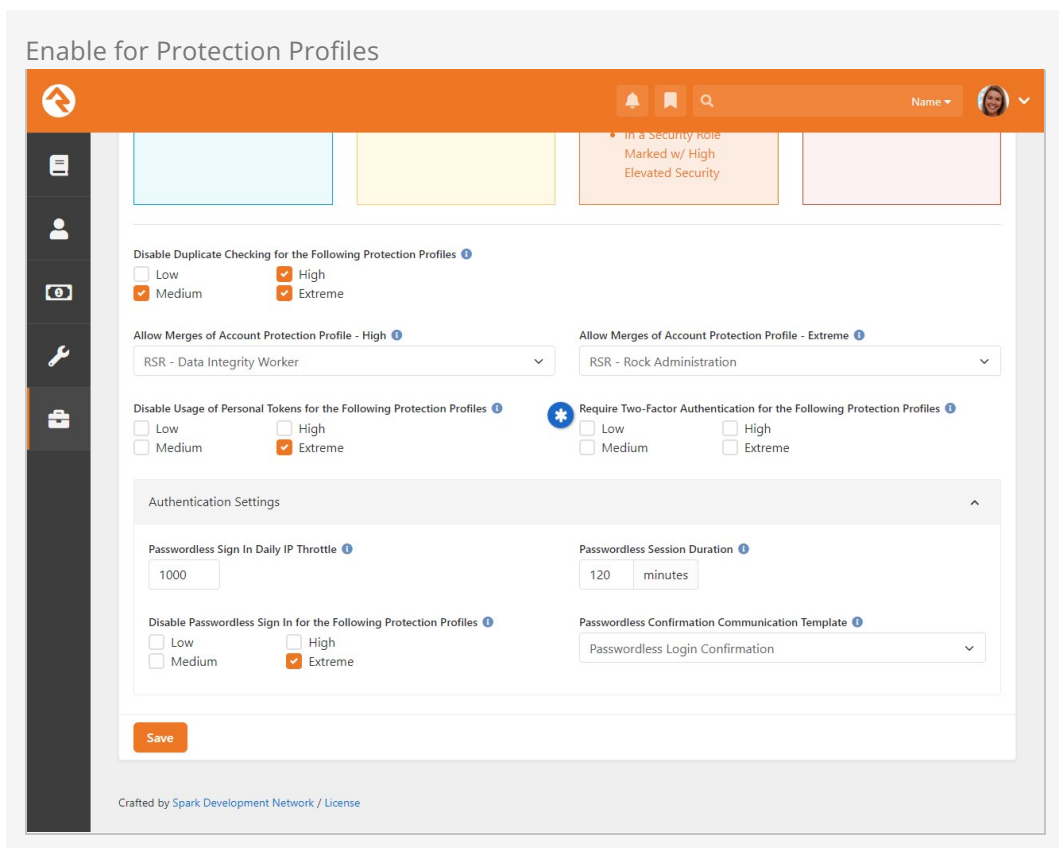 Enable for Protection Profiles
Name
In a Security Role
Marked w/ High
Elevated Security
Disable Duplicate Checking for the Following Protection Profiles
Low
High
Medium
Extreme
Allow Merges of Account Protection Profile - High
Allow Merges of Account Protection Profile - Extreme
RSR - Data Integrity Worker
RSR - Rock Administration
Disable Usage of Personal Tokens for the Following Protection Profiles
Require Two-Factor Authentication for the Following Protection Profiles
Low
High
Low
High
Medium
Extreme
Medium
Extreme
Authentication Settings
Passwordless Sign In Daily IP Throttle
Passwordless Session Duration
1000
120 minutes
Disable Passwordless Sign In for the Following Protection Profiles
Passwordless Confirmation Communication Template
Low
High
Medium
Extreme
Passwordless Login Confirmation
Save
Crafted by Spark Development Network / License